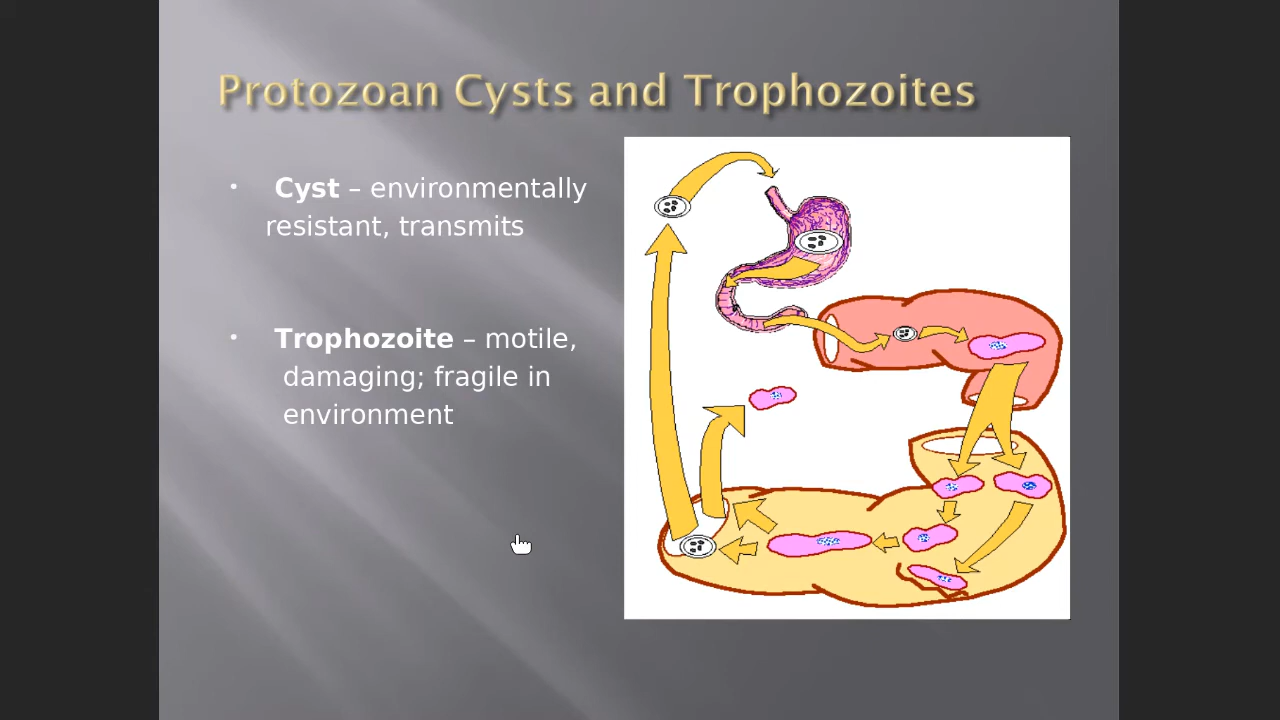 Protozoan Cysts and Trophozoites
• Cyst – environmentally
resistant, transmits
• Trophozoite – motile,
damaging; fragile in
environment